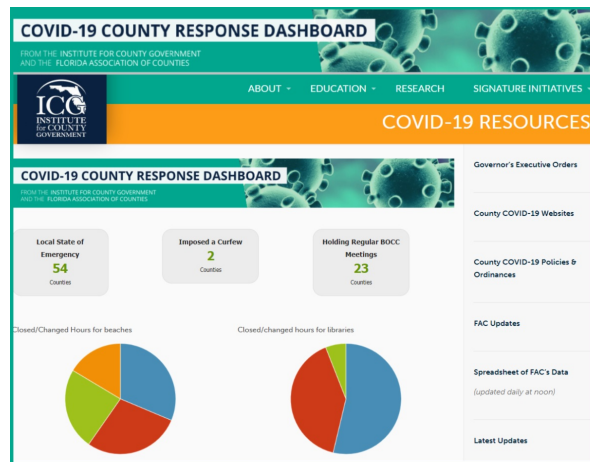 COVID-19 COUNTY RESPONSE DASHBOARD
FROM THE INSTITUTE FOR COUNTY GOVERNMENT
AND THE FLORIDA ASSOCIATION OF COUNTIES
ICG
INSTITUTE
for COUNTY
GOVERNMENT
ABOUT
EDUCATION
RESEARCH
SIGNATURE INITIATIVES
COVID-19 RESOURCES
COVID-19 COUNTY RESPONSE DASHBOARD
FROM THE INSTITUTE FOR COUNTY GOVERNMENT
AND THE FLORIDA ASSOCIATION OF COUNTIES
Local State of
Emergency
54
Counties
Imposed a Curfew
2
Counties
Holding Regular BOCC
Meetings
23
Counties
Closed/Changed Hours for beaches
Closed/changed hours for libraries
Governor's Executive Orders
County COVID-19 Websites
County COVID-19 Policies &
Ordinances
FAC Updates
Spreadsheet of FAC's Data
(updated daily at noon)
Latest Updates